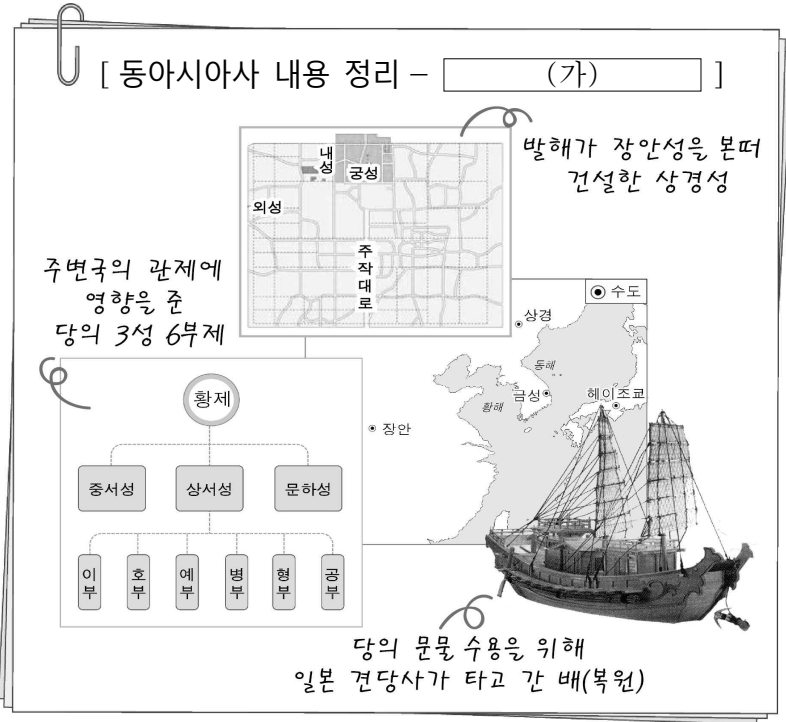 [ 동아시아사 내용 정리 – (가) ]
발해가 장안성을 본떠
건설한 상경성
내성
궁성
외성
주작대로
주변국의 관제에
영향을 준
당의 3성 6부제
황제
중서성 상서성 문하성
이부 호부 예부 병부 형부 공부
수도
상경
동해
금성
헤이조쿄
황해
장안
당의 문물 수용을 위해
일본 견당사가 타고 간 배(복원)